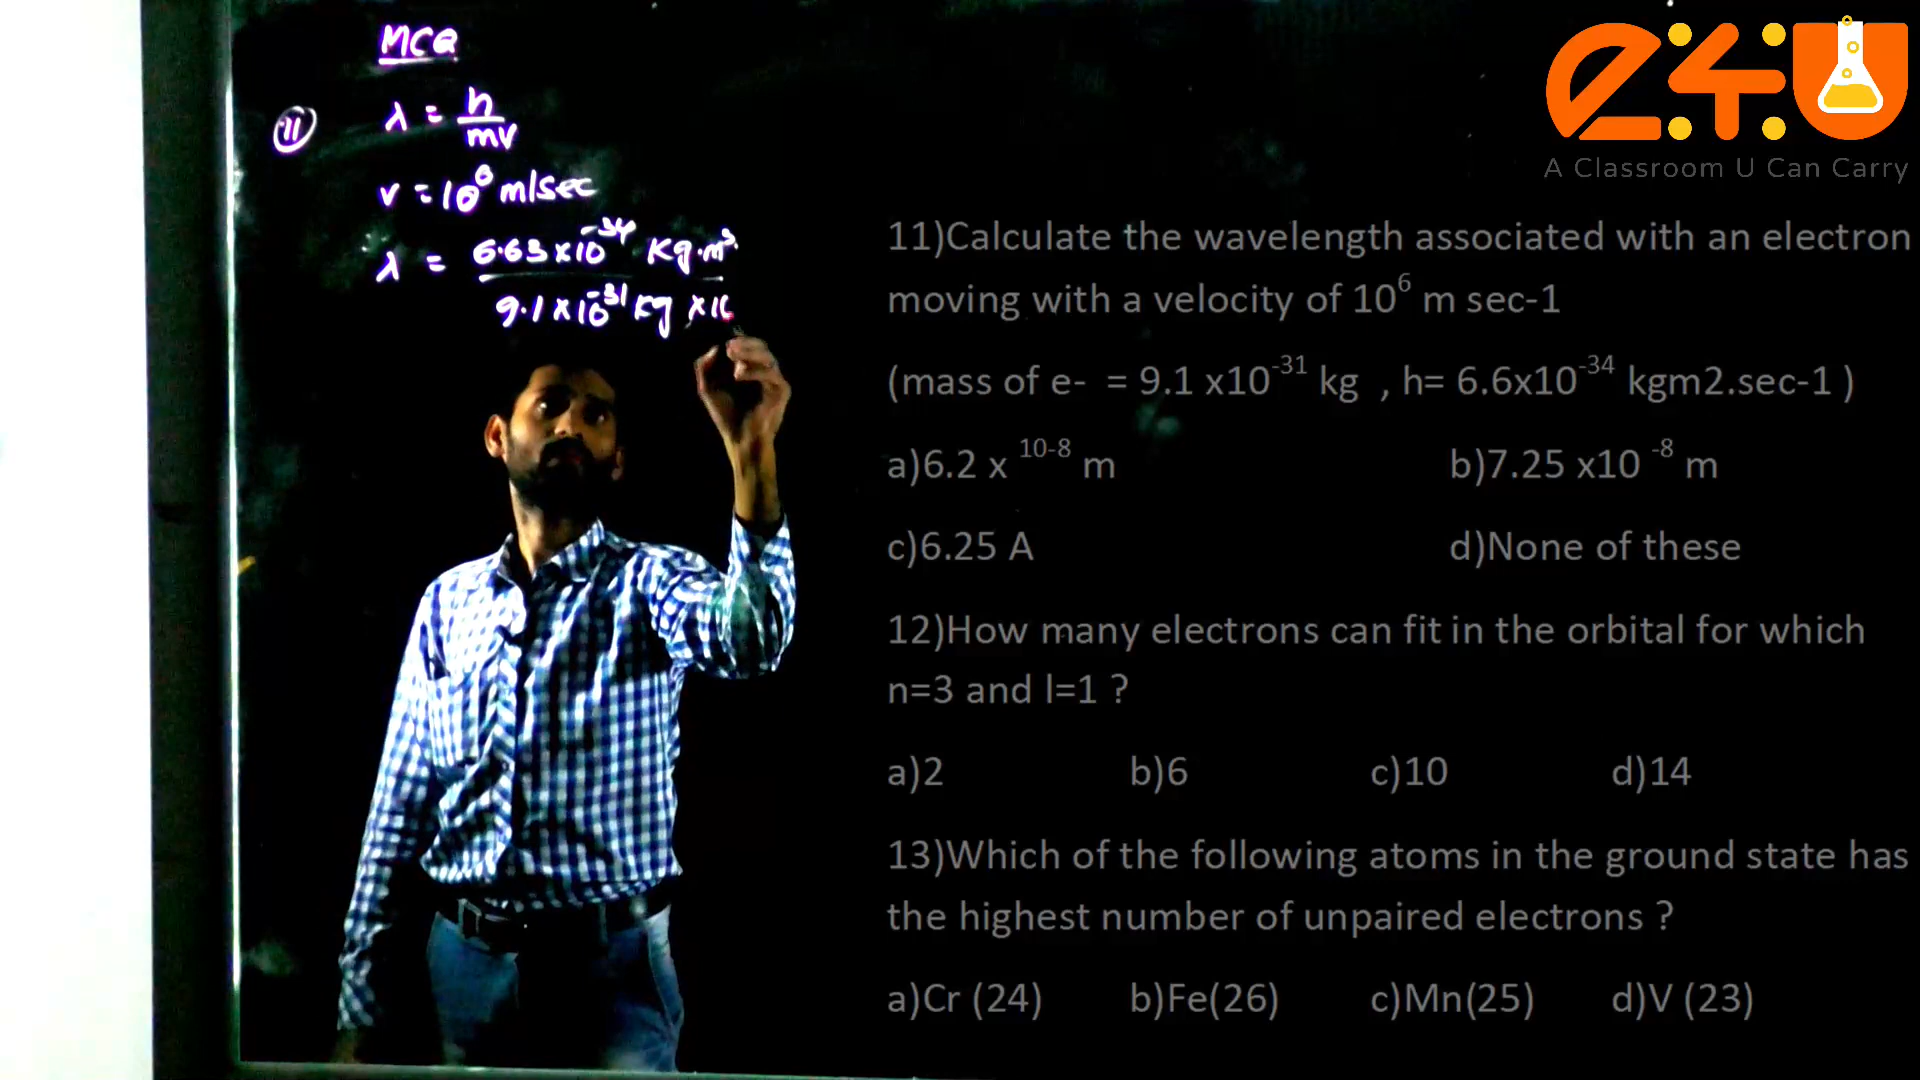 MCQ
11 λ = h/mv
v = 10⁶ m/sec
λ = 6.63 x 10⁻³⁴ Kg.m³
9.1 x 10⁻³¹ Kg x 10
e4U
A Classroom U Can Carry
11)Calculate the wavelength associated with an electron
moving with a velocity of 10⁶ m sec-1
(mass of e- = 9.1 x10⁻³¹ kg , h= 6.6x10⁻³⁴ kgm2.sec-1 )
a)6.2 x ¹⁰⁻⁸ m b)7.25 x10 ⁻⁸ m
c)6.25 A d)None of these
12)How many electrons can fit in the orbital for which
n=3 and l=1 ?
a)2 b)6 c)10 d)14
13)Which of the following atoms in the ground state has
the highest number of unpaired electrons ?
a)Cr (24) b)Fe(26) c)Mn(25) d)V (23)